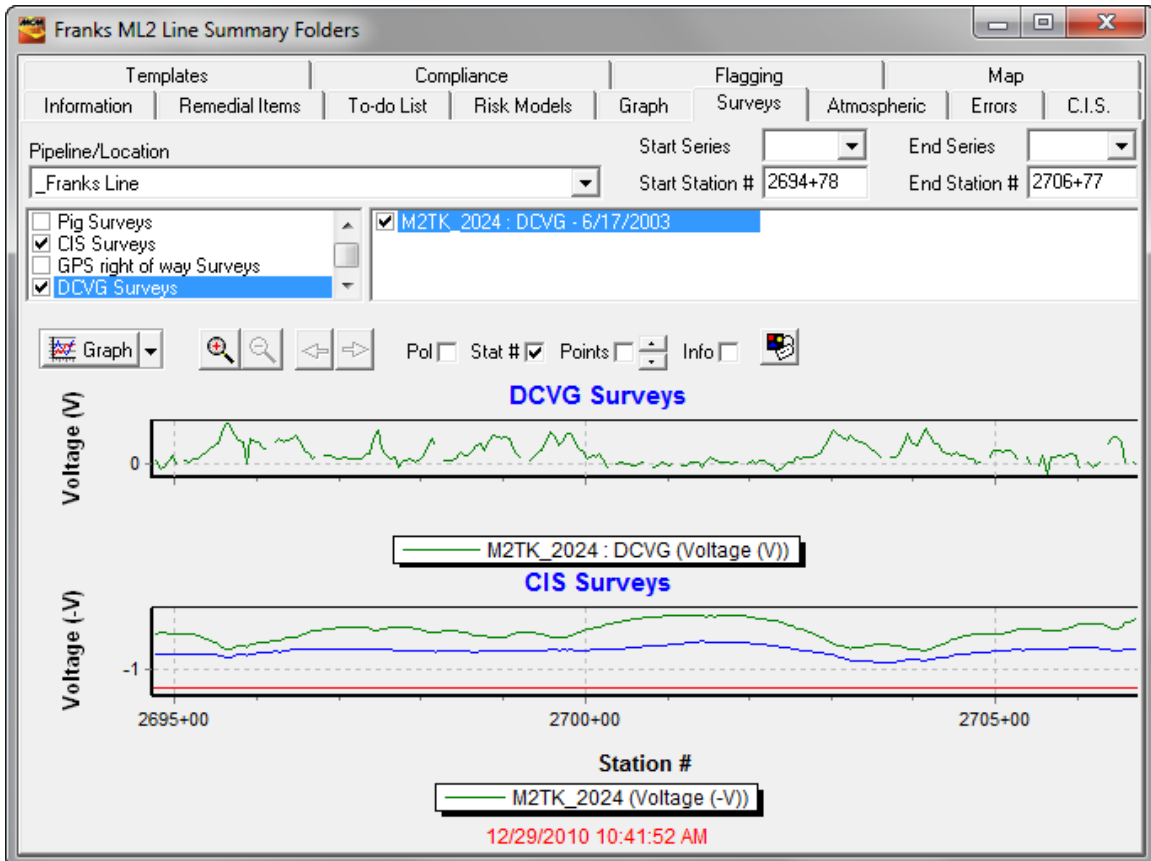 MCM
Franks ML2 Line Summary Folders
Templates Compliance Flagging Map
Information Remedial Items To-do List Risk Models Graph Surveys Atmospheric Errors C.I.S.
Pipeline/Location
Start Series End Series
_Franks Line
Start Station # 2694+78 End Station # 2706+77
Pig Surveys
CIS Surveys
GPS right of way Surveys
DCVG Surveys
M2TK_2024 : DCVG - 6/17/2003
Graph Pol Stat # Points Info
DCVG Surveys
Voltage (V)
0
M2TK_2024 : DCVG (Voltage (V))
CIS Surveys
Voltage (-V)
-1
2695+00 2700+00 2705+00
Station #
M2TK_2024 (Voltage (-V))
12/29/2010 10:41:52 AM